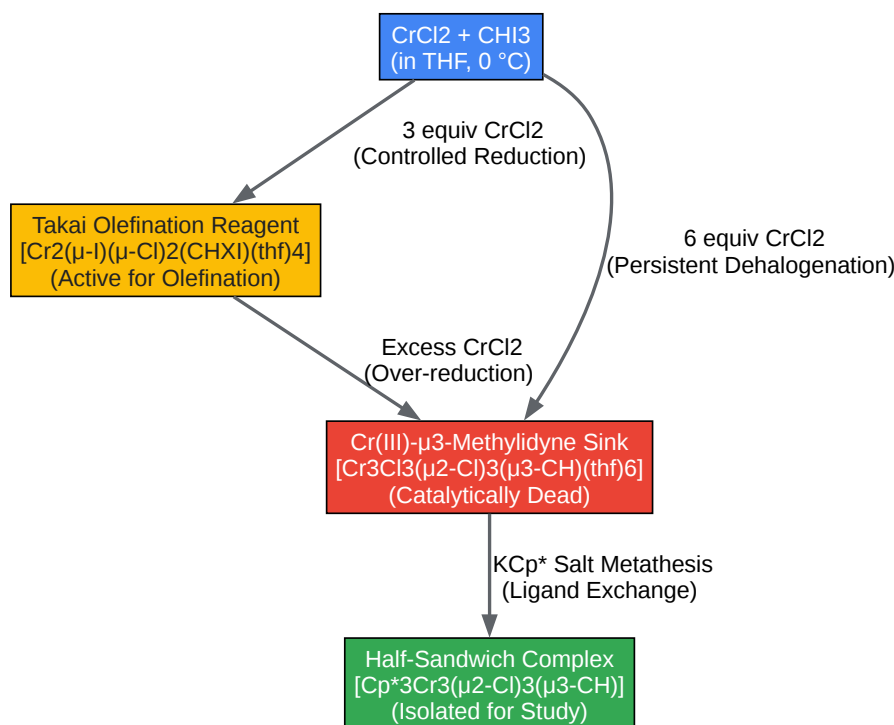 CrCl2 + CHI3
(in THF, 0 °C)
3 equiv CrCl2
(Controlled Reduction)
Takai Olefination Reagent
[Cr2(μ-I)(μ-Cl)2(CHXI)(thf)4]
(Active for Olefination)
6 equiv CrCl2
(Persistent Dehalogenation)
Excess CrCl2
(Over-reduction)
Cr(III)-μ3-Methylidyne Sink
[Cr3Cl3(μ2-Cl)3(μ3-CH)(thf)6]
(Catalytically Dead)
KCp* Salt Metathesis
(Ligand Exchange)
Half-Sandwich Complex
[Cp*3Cr3(μ2-Cl)3(μ3-CH)]
(Isolated for Study)